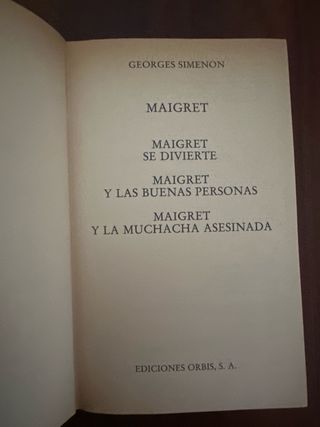 GEORGES SIMENON
MAIGRET
MAIGRET
SE DIVIERTE
MAIGRET
Y LAS BUENAS PERSONAS
MAIGRET
Y LA MUCHACHA ASESINADA
EDICIONES ORBIS, S. A.